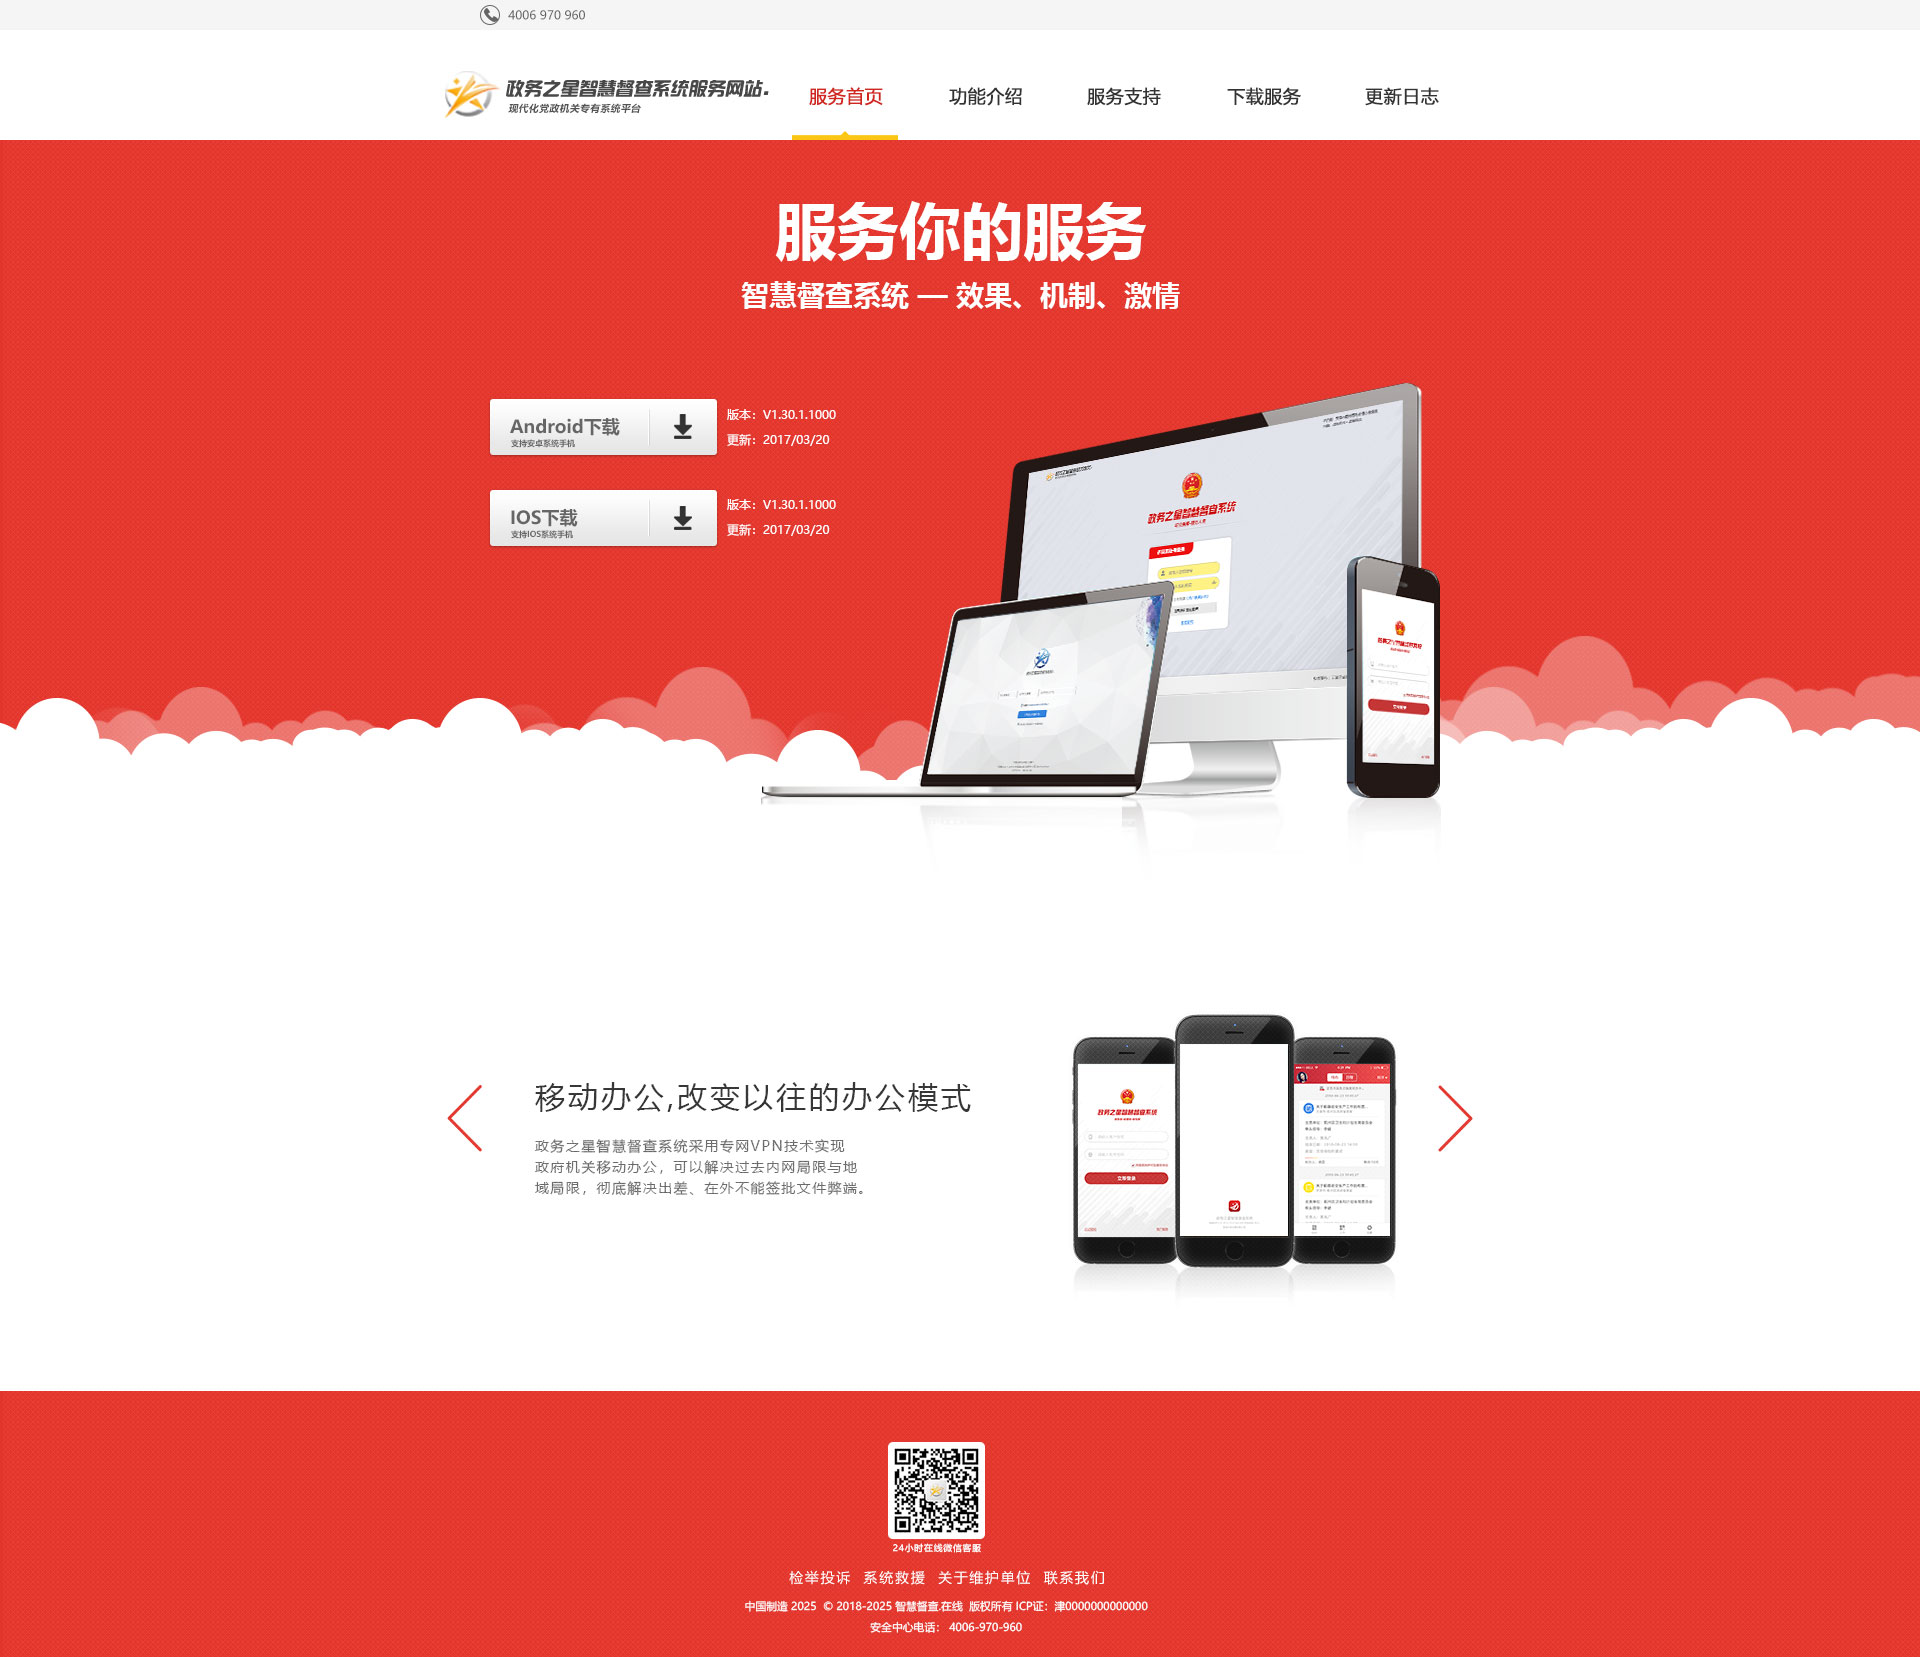 4006 970 960
政务之星智慧督查系统服务网站.
现代化党政机关专有系统平台
服务首页 功能介绍 服务支持 下载服务 更新日志
服务你的服务
智慧督查系统 — 效果、机制、激情
Android下载
支持安卓系统手机
版本：V1.30.1.1000
更新：2017/03/20
IOS下载
支持IOS系统手机
版本：V1.30.1.1000
更新：2017/03/20
政务之星智慧督查系统
移动办公,改变以往的办公模式
政务之星智慧督查系统采用专网VPN技术实现
政府机关移动办公，可以解决过去内网局限与地
域局限，彻底解决出差、在外不能签批文件弊端。
政务之星智慧督查系统
立即登录
24小时在线微信客服
检举投诉 系统救援 关于维护单位 联系我们
中国制造 2025 © 2018-2025 智慧督查.在线 版权所有 ICP证：津0000000000000
安全中心电话： 4006-970-960